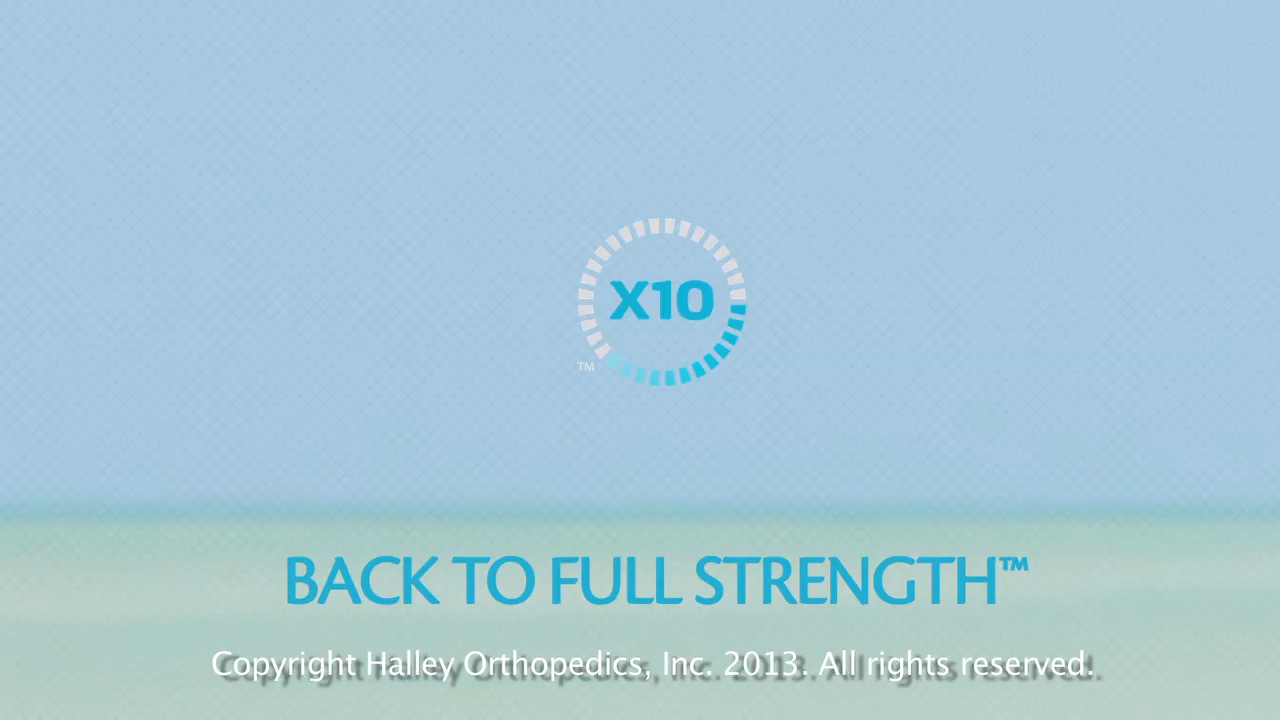 X10
TM
BACK TO FULL STRENGTH™
Copyright Halley Orthopedics, Inc. 2013. All rights reserved.